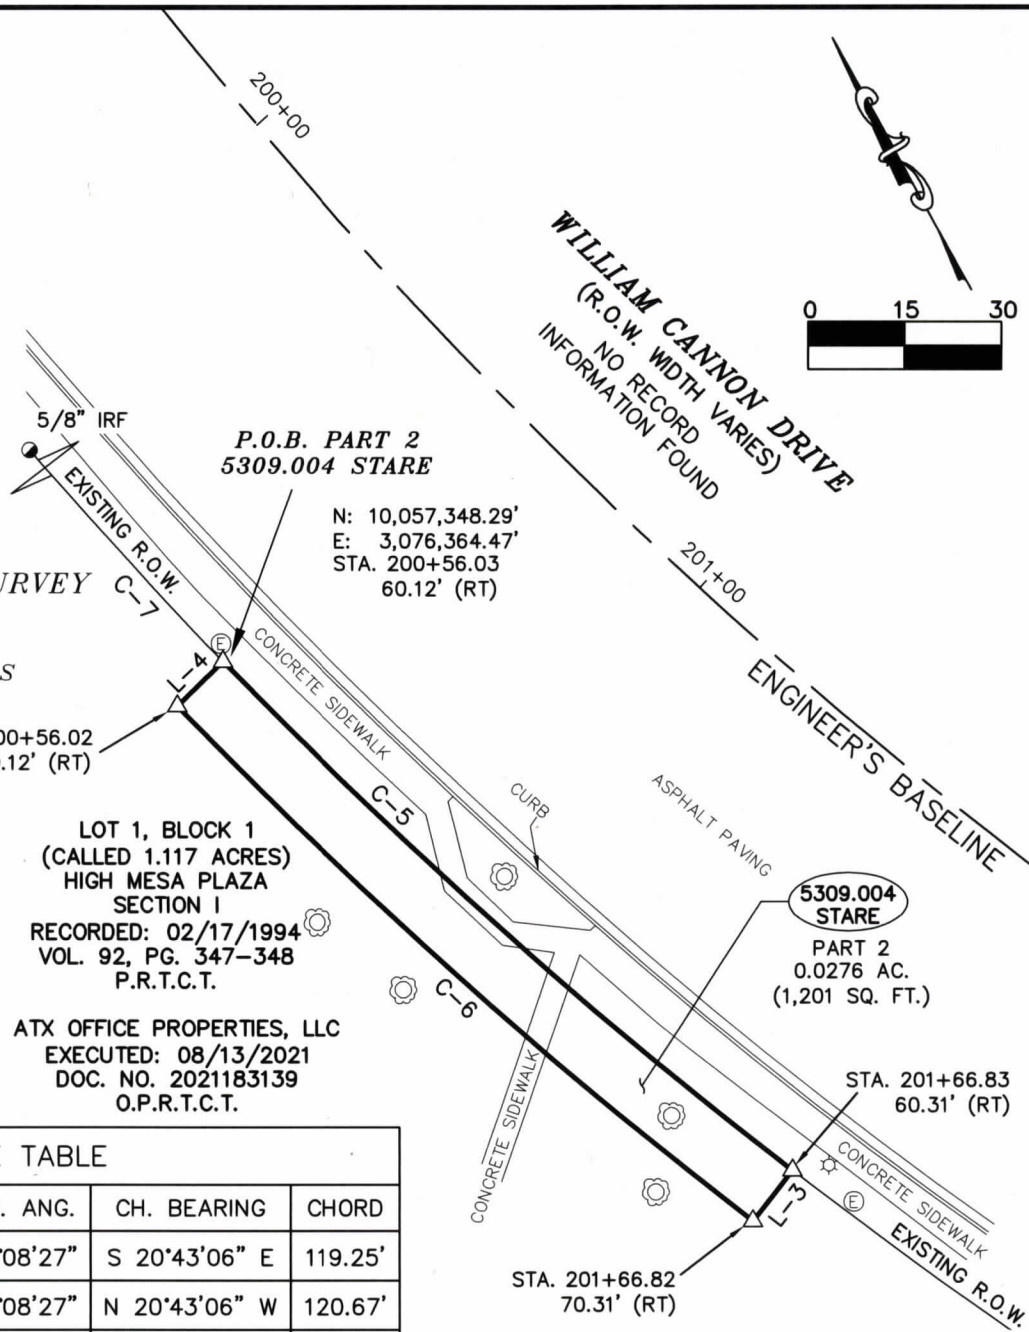 200+00
WILLIAM CANNON DRIVE
(R.O.W. WIDTH VARIES)
NO RECORD
INFORMATION FOUND
0 15 30
5/8" IRF
EXISTING R.O.W.
P.O.B. PART 2
5309.004 STARE
N: 10,057,348.29'
E: 3,076,364.47'
STA. 200+56.03
60.12' (RT)
201+00
URVEY
C-7
S
L-4
E
CONCRETE SIDEWALK
ENGINEER'S BASELINE
00+56.02
.12' (RT)
C-5
CURB
ASPHALT PAVING
LOT 1, BLOCK 1
(CALLED 1.117 ACRES)
HIGH MESA PLAZA
SECTION I
RECORDED: 02/17/1994
VOL. 92, PG. 347-348
P.R.T.C.T.
5309.004
STARE
PART 2
0.0276 AC.
(1,201 SQ. FT.)
C-6
ATX OFFICE PROPERTIES, LLC
EXECUTED: 08/13/2021
DOC. NO. 2021183139
O.P.R.T.C.T.
CONCRETE SIDEWALK
STA. 201+66.83
60.31' (RT)
L-3
E
CONCRETE SIDEWALK
EXISTING R.O.W.
STA. 201+66.82
70.31' (RT)
TABLE
. ANG. CH. BEARING CHORD
°08'27" S 20°43'06" E 119.25'
°08'27" N 20°43'06" W 120.67'